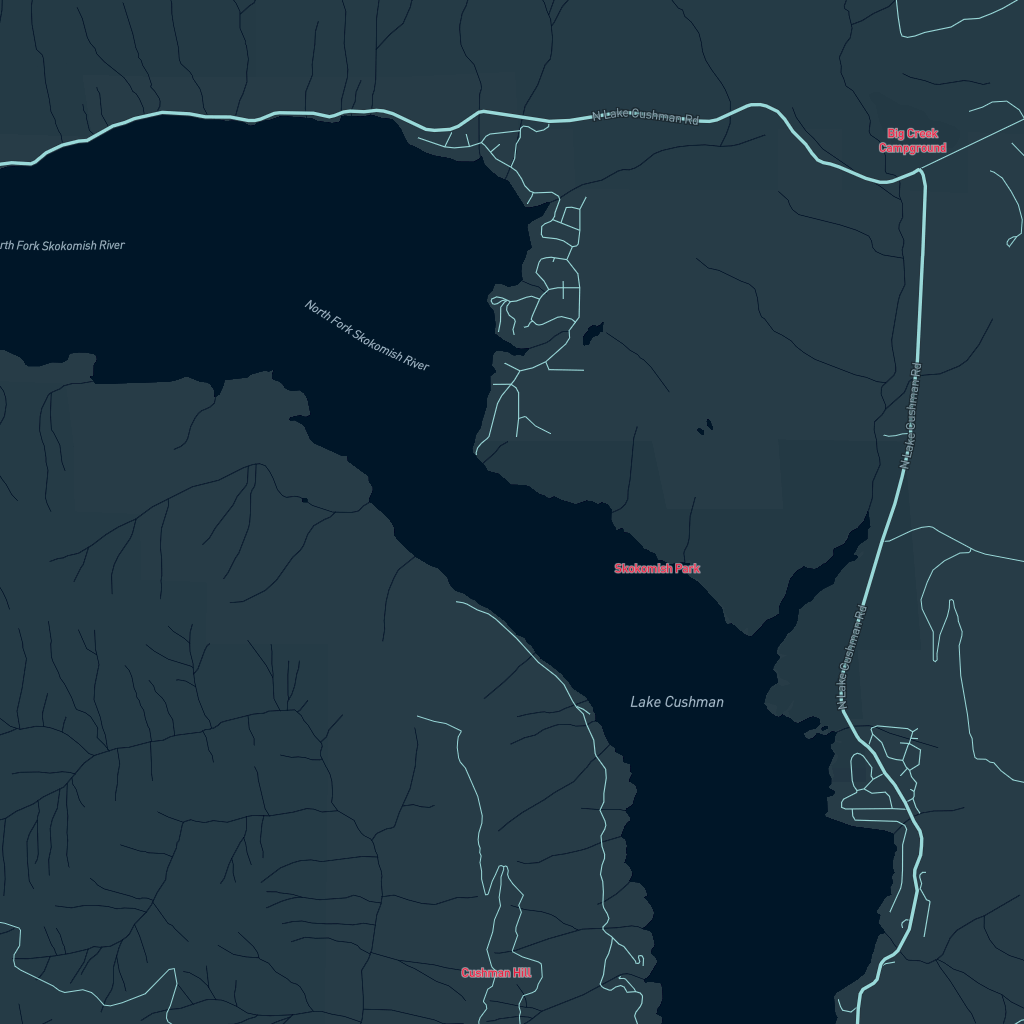 N Lake Cushman Rd
Big Creek
Campground
rth Fork Skokomish River
North Fork Skokomish River
N Lake Cushman Rd
Skokomish Park
N Lake Cushman Rd
Lake Cushman
Cushman Hill